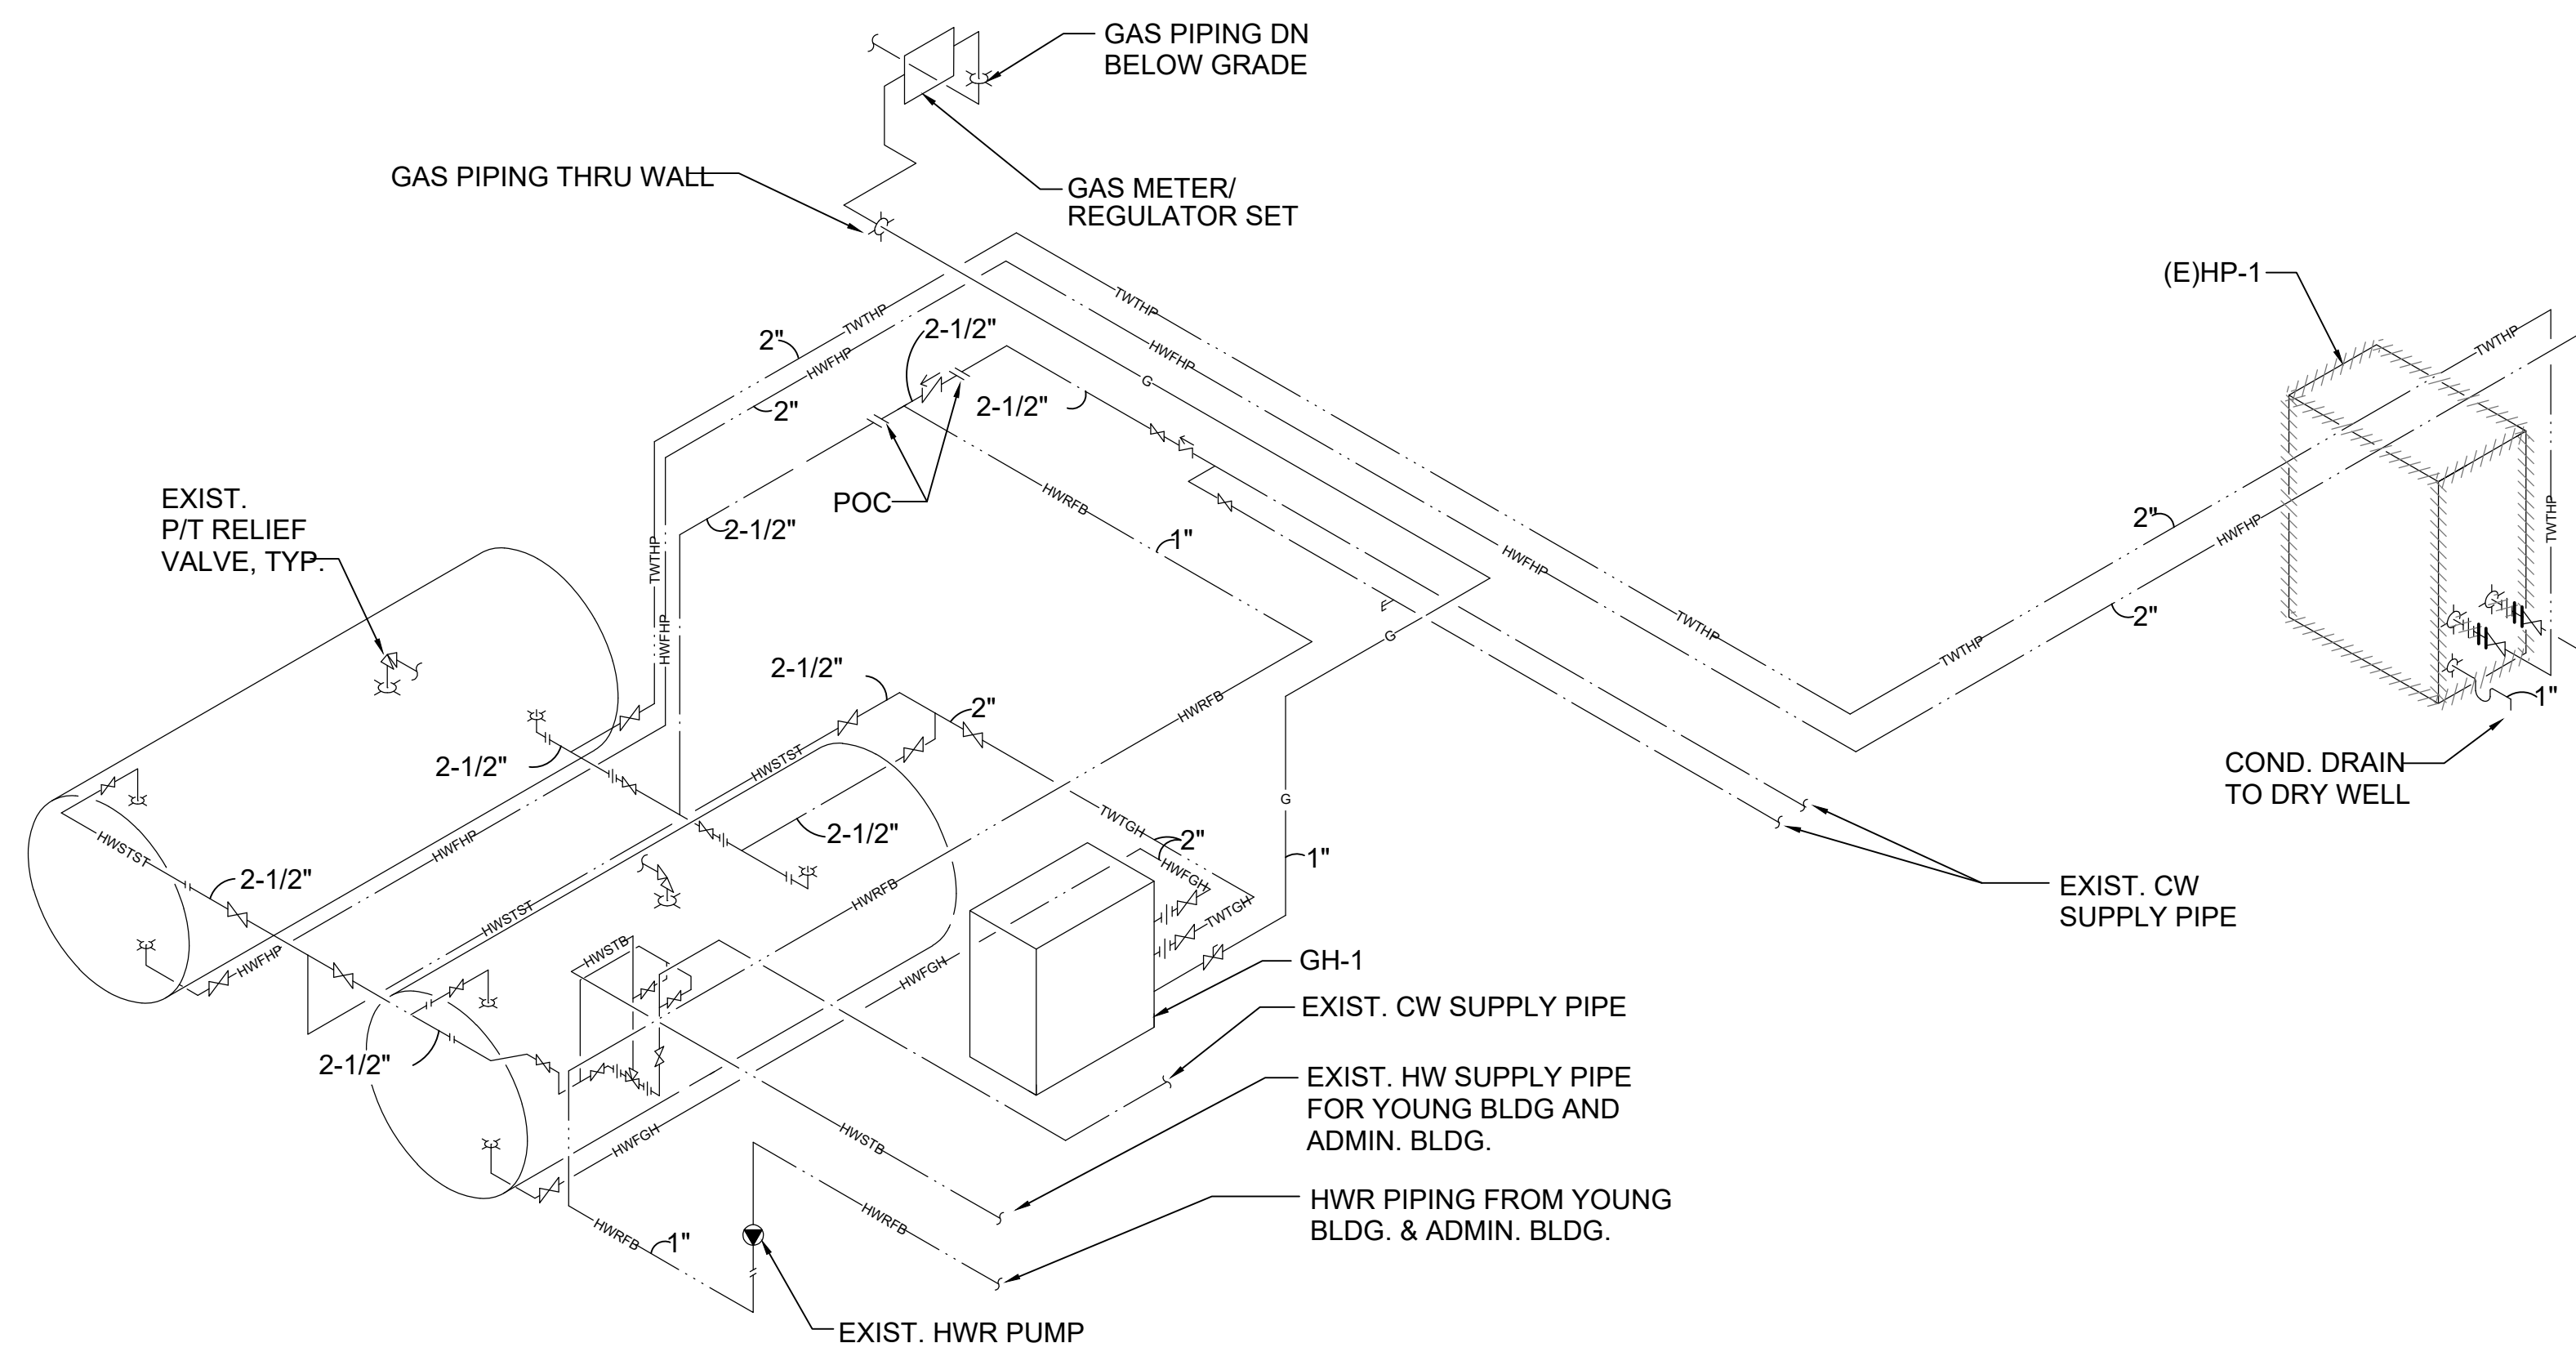 GAS PIPING DN
BELOW GRADE
GAS PIPING THRU WALL
GAS METER/
REGULATOR SET
(E)HP-1
TWTHP
TWTHP
TWTHP
2"
2-1/2"
HWFHP
HWFHP
G
2"
2-1/2"
EXIST.
P/T RELIEF
VALVE, TYP.
POC
HWRFB
2-1/2"
1"
2"
HWFHP
TWTHP
TWTHP
HWFHP
HWFHP
TWTHP
G
TWTHP
2"
2-1/2"
1"
HWRFB
2"
2-1/2"
HWSTST
COND. DRAIN
TO DRY WELL
G
TWTGH
2-1/2"
2"
HWSTST
HWFHP
1"
HWFGH
2-1/2"
HWRFB
EXIST. CW
SUPPLY PIPE
HWSTST
TWTGH
HWSTB
HWFHP
HWFGH
GH-1
EXIST. CW SUPPLY PIPE
2-1/2"
EXIST. HW SUPPLY PIPE
FOR YOUNG BLDG AND
ADMIN. BLDG.
HWFGH
HWSTB
HWR PIPING FROM YOUNG
BLDG. & ADMIN. BLDG.
HWRFB
HWRFB
1"
EXIST. HWR PUMP